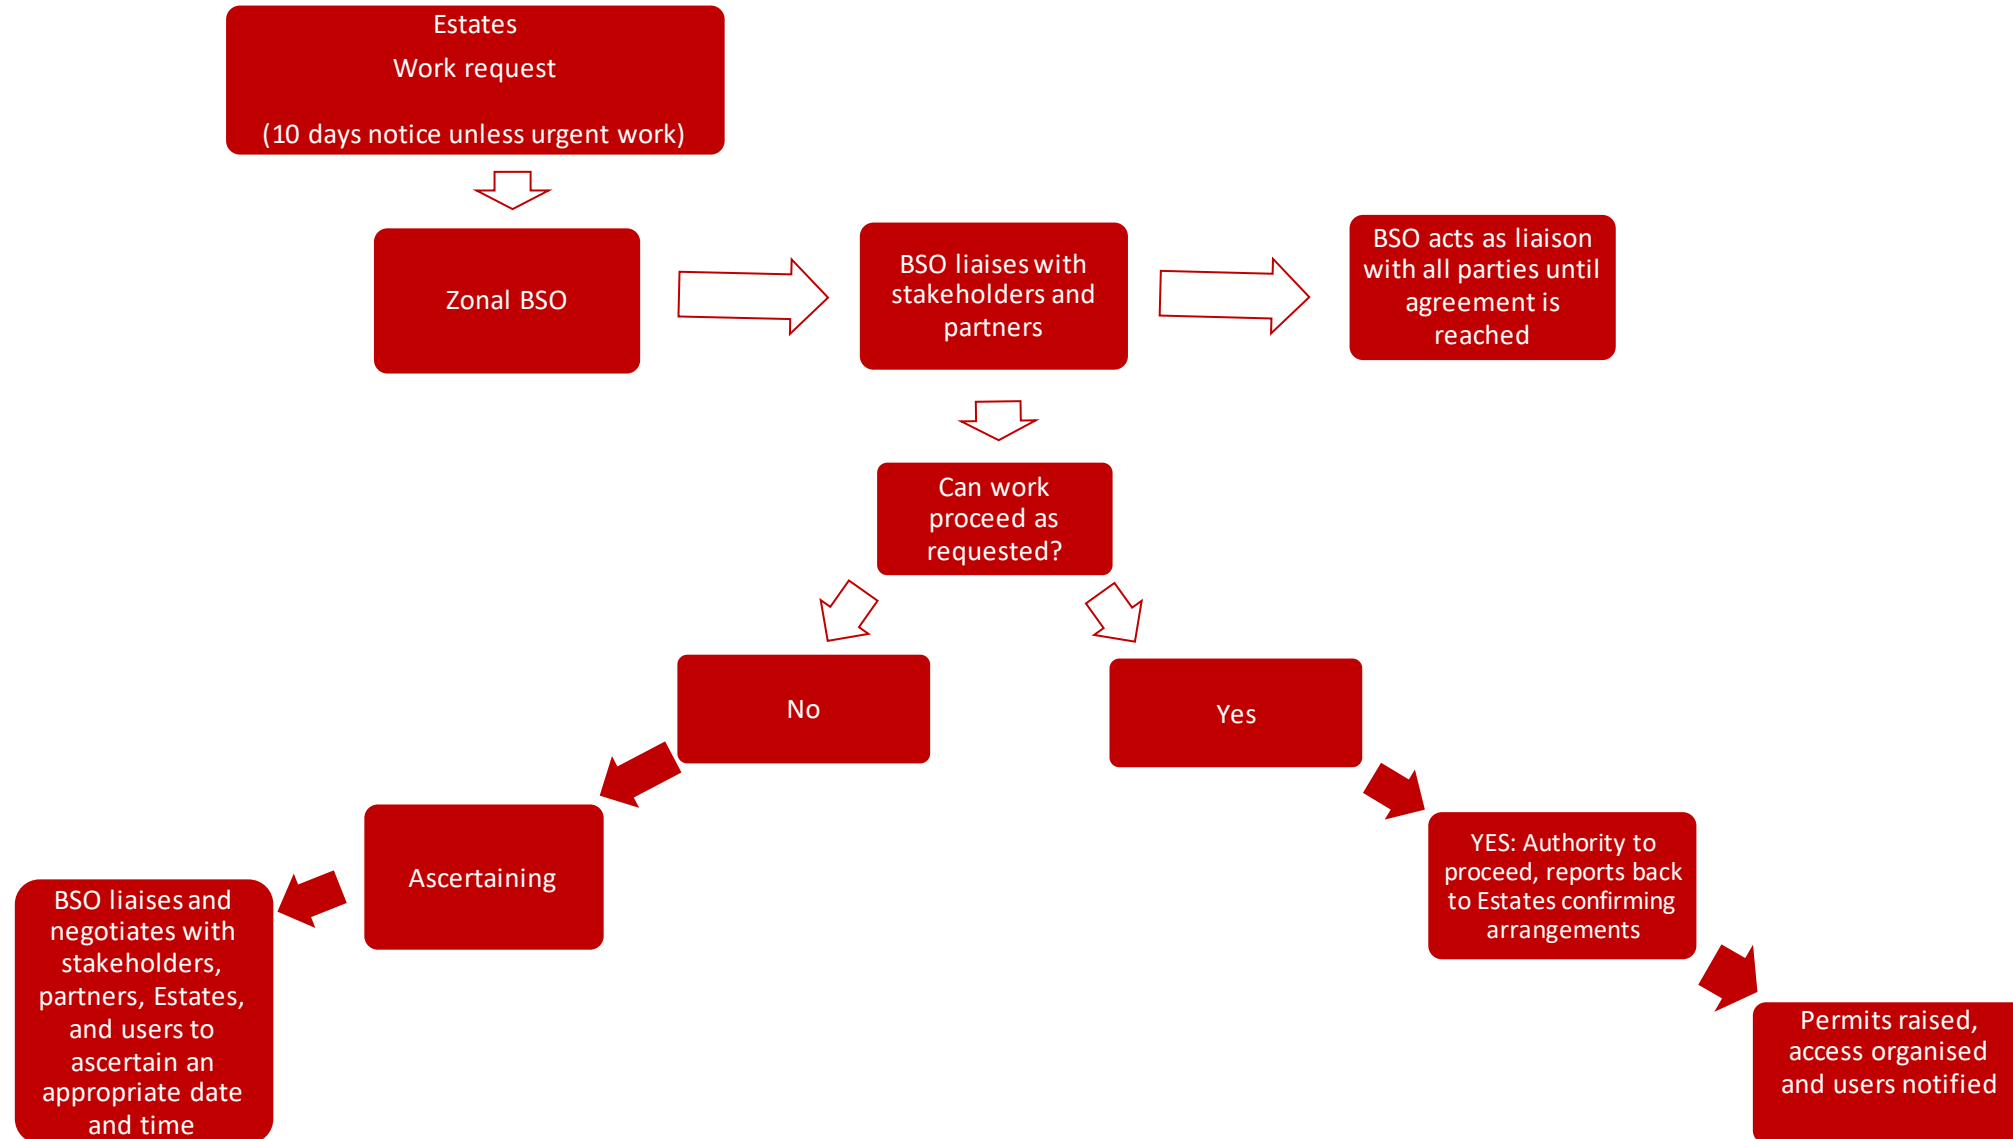 Estates
Work request
(10 days notice unless urgent work)
Zonal BSO
BSO liaises with
stakeholders and
partners
BSO acts as liaison
with all parties until
agreement is
reached
Can work
proceed as
requested?
No
Yes
Ascertaining
BSO liaises and
negotiates with
stakeholders,
partners, Estates,
and users to
ascertain an
appropriate date
and time
YES: Authority to
proceed, reports back
to Estates confirming
arrangements
Permits raised,
access organised
and users notified